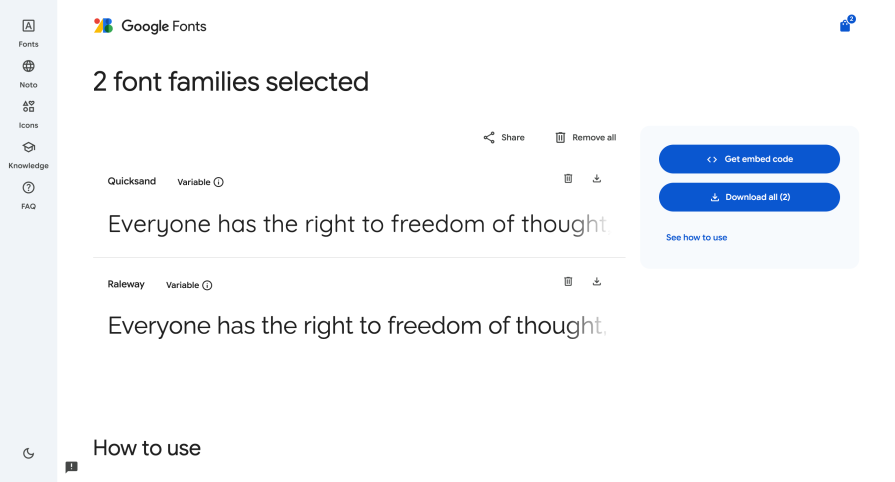 Google Fonts
2
Fonts
Noto
Icons
Knowledge
FAQ
2 font families selected
Share
Remove all
Get embed code
Download all (2)
See how to use
Quicksand Variable
Everyone has the right to freedom of thought,
Raleway Variable
Everyone has the right to freedom of thought,
How to use